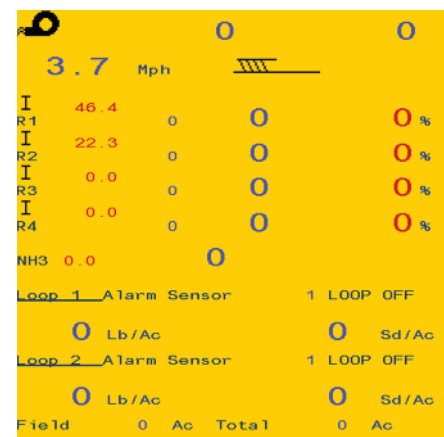 0 0
3.7 Mph
I 46.4
R1 0 0 0 %
I 22.3
R2 0 0 0 %
I 0.0
R3 0 0 0 %
I 0.0
R4 0 0 0 %
NH3 0.0 0
Loop 1 Alarm Sensor 1 LOOP OFF
0 Lb/Ac 0 Sd/Ac
Loop 2 Alarm Sensor 1 LOOP OFF
0 Lb/Ac 0 Sd/Ac
Field 0 Ac Total 0 Ac